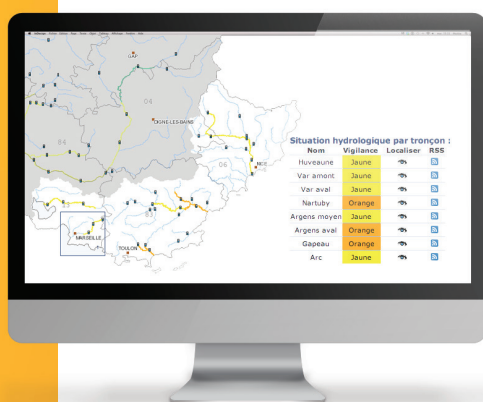 GAP
04
DIGNE-LES-BAINS
84
06
NICE
13
83
MARSEILLE
TOULON
Situation hydrologique par tronçon :
Nom Vigilance Localiser RSS
Huveaune Jaune
Var amont Jaune
Var aval Jaune
Nartuby Orange
Argens moyen Jaune
Argens aval Orange
Gapeau Orange
Arc Jaune